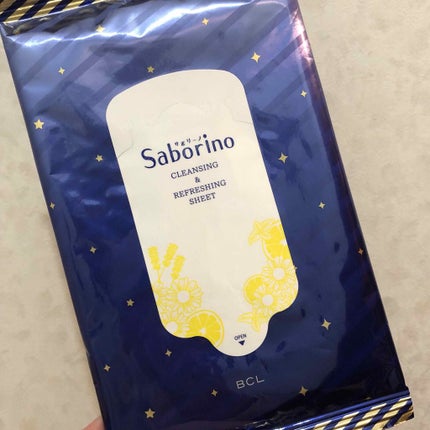 サボリーノ
Saborino
CLEANSING
&
REFRESHING
SHEET
OPEN
BCL